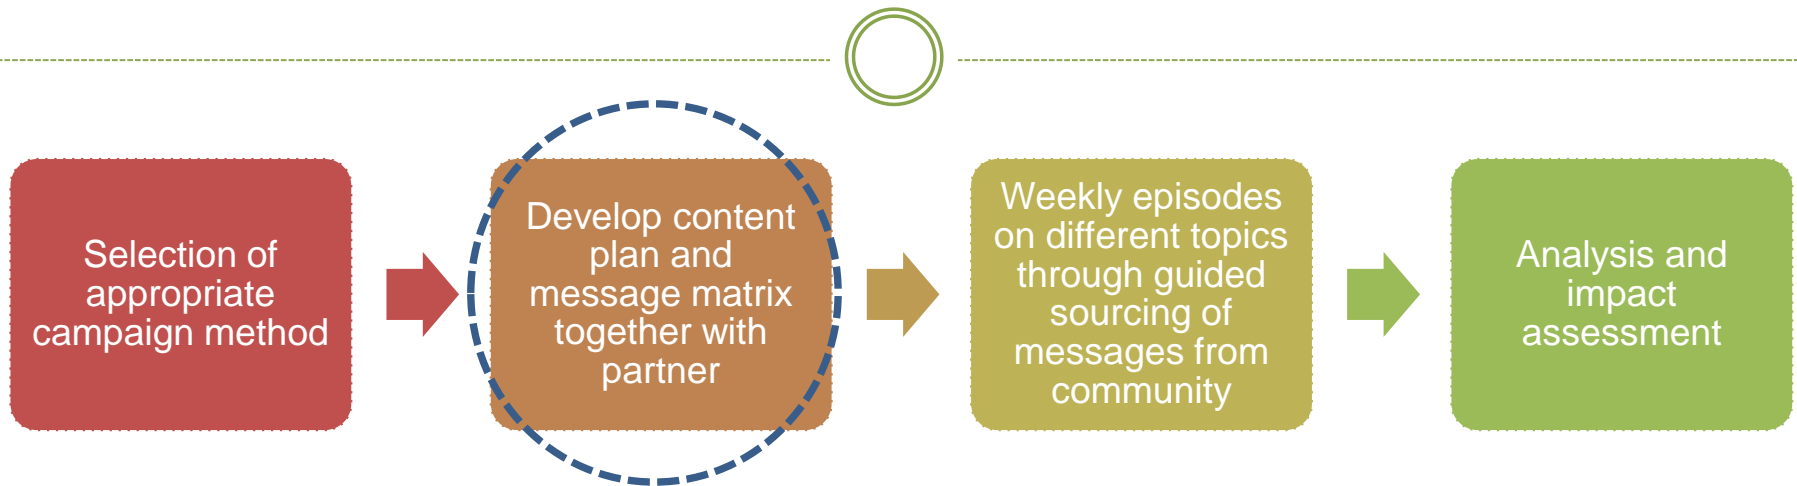 Selection of
appropriate
campaign method
Develop content
plan and
message matrix
together with
partner
Weekly episodes
on different topics
through guided
sourcing of
messages from
community
Analysis and
impact
assessment